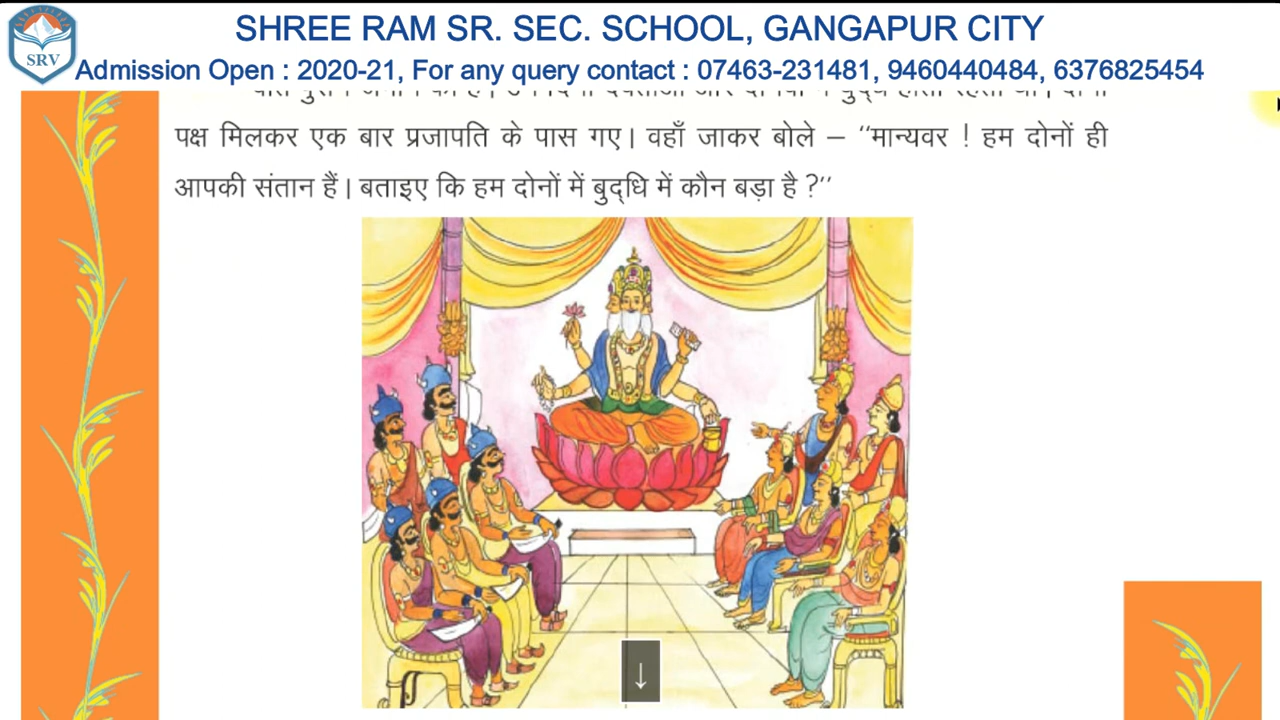 SHREE RAM SR. SEC. SCHOOL, GANGAPUR CITY
SRV
Admission Open : 2020-21, For any query contact : 07463-231481, 9460440484, 6376825454
पक्ष मिलकर एक बार प्रजापति के पास गए। वहाँ जाकर बोले – ‘‘मान्यवर ! हम दोनों ही
आपकी संतान हैं। बताइए कि हम दोनों में बुद्‌धि में कौन बड़ा है ?’’